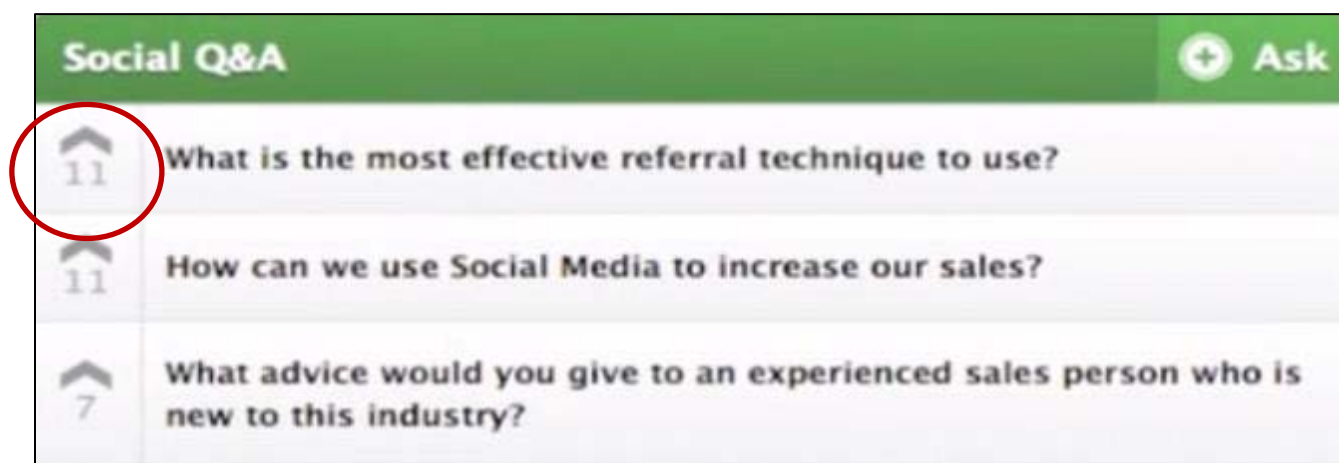 Social Q&A
Ask
11
What is the most effective referral technique to use?
11
How can we use Social Media to increase our sales?
7
What advice would you give to an experienced sales person who is
new to this industry?